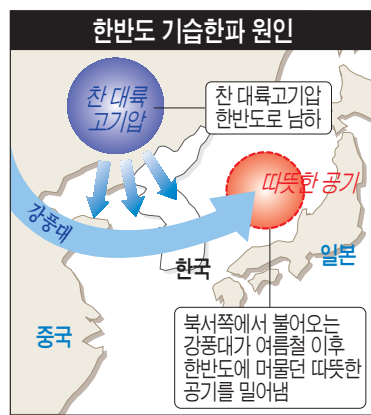 한반도 기습한파 원인
찬 대륙
고기압
찬 대륙고기압
한반도로 남하
따뜻한 공기
강풍대
한국
일본
중국
북서쪽에서 불어오는
강풍대가 여름철 이후
한반도에 머물던 따뜻한
공기를 밀어냄